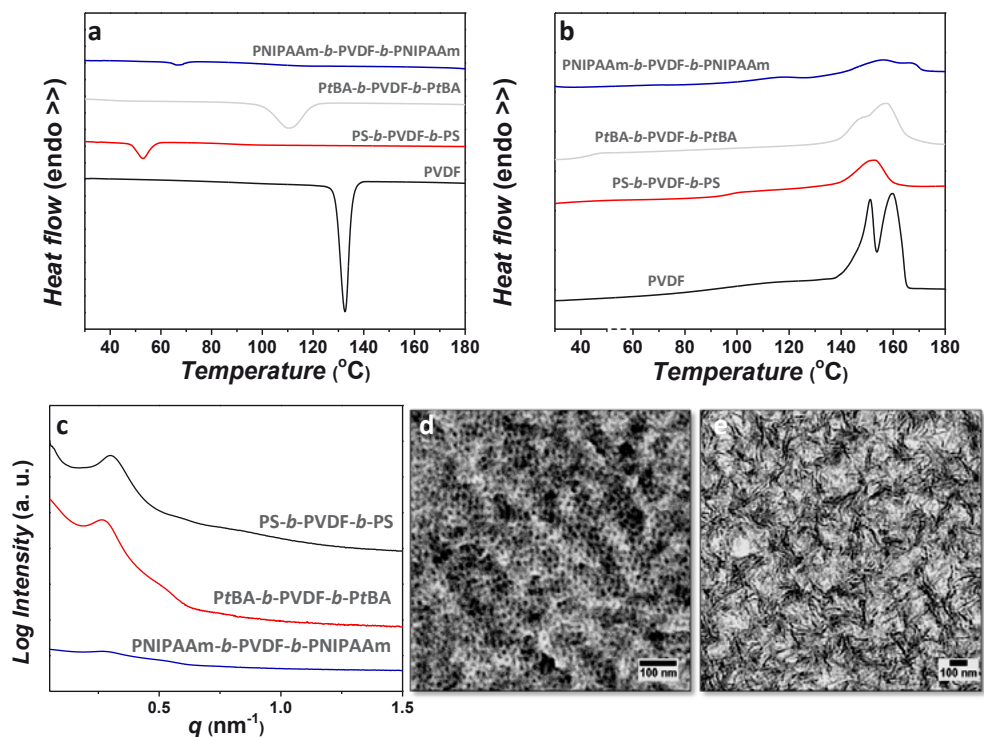 a
PNIPAAm-b-PVDF-b-PNIPAAm
PtBA-b-PVDF-b-PtBA
PS-b-PVDF-b-PS
PVDF
Heat flow (endo >>)
40 60 80 100 120 140 160 180
Temperature (°C)
b
PNIPAAm-b-PVDF-b-PNIPAAm
PtBA-b-PVDF-b-PtBA
PS-b-PVDF-b-PS
PVDF
Heat flow (endo >>)
40 60 80 100 120 140 160 180
Temperature (°C)
c
PS-b-PVDF-b-PS
PtBA-b-PVDF-b-PtBA
PNIPAAm-b-PVDF-b-PNIPAAm
Log Intensity (a. u.)
0.5 1.0 1.5
q (nm⁻¹)
d
100 nm
e
100 nm